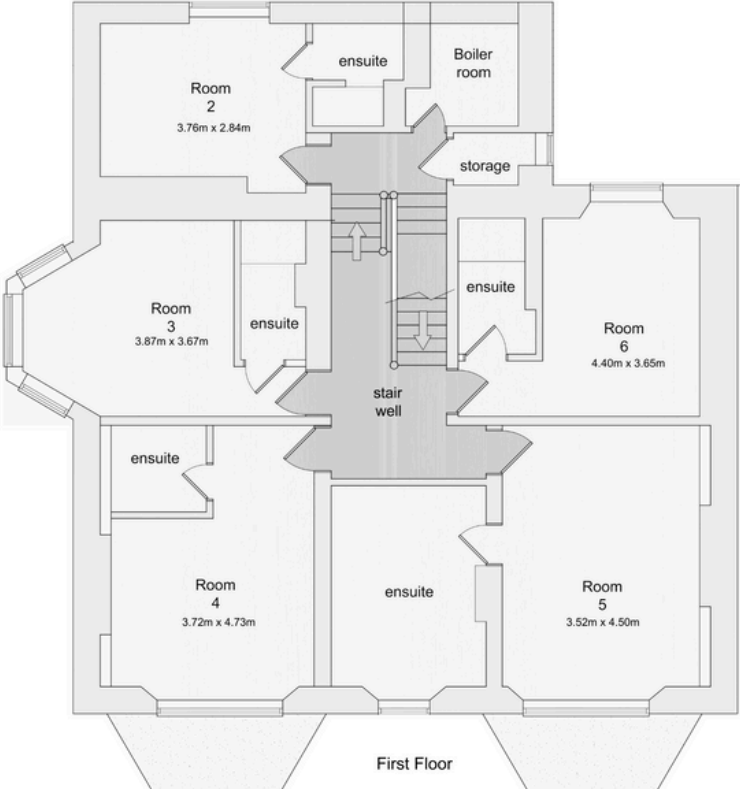 ensuite
Boiler
room
Room
2
3.76m x 2.84m
storage
Room
3
3.87m x 3.67m
ensuite
ensuite
Room
6
4.40m x 3.65m
stair
well
ensuite
Room
4
3.72m x 4.73m
ensuite
Room
5
3.52m x 4.50m
First Floor